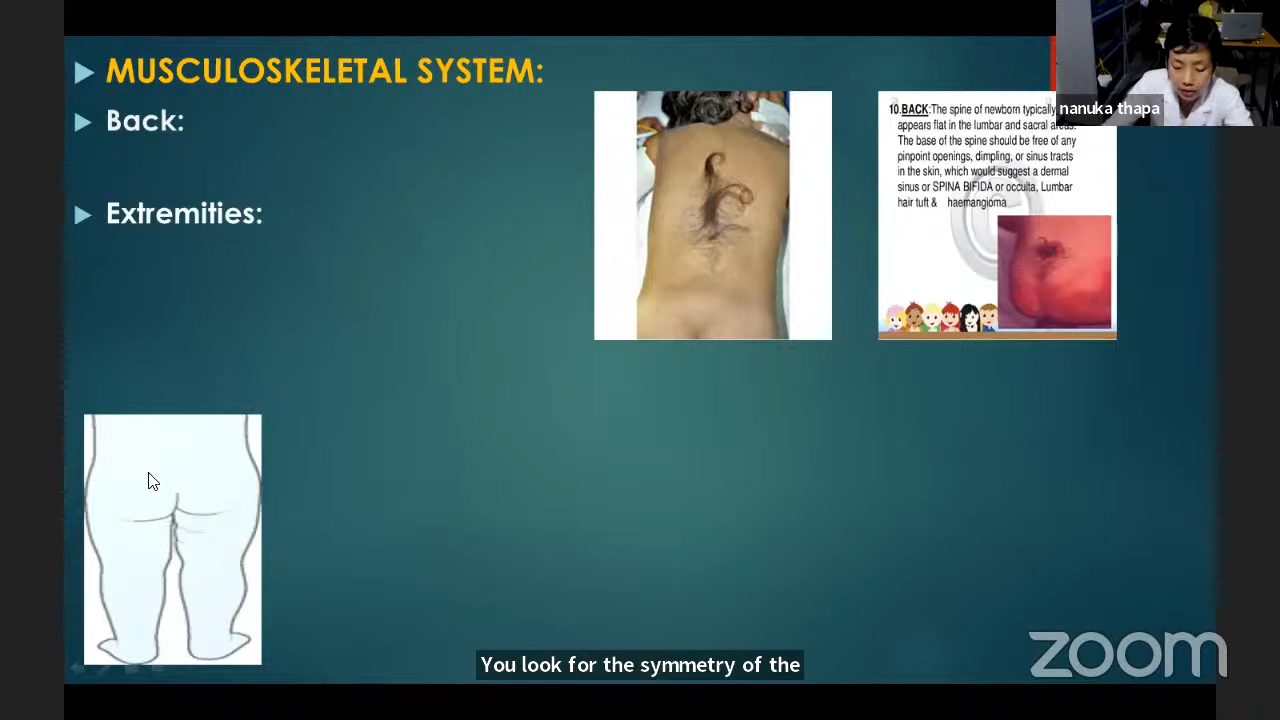 MUSCULOSKELETAL SYSTEM:
Back:
Extremities:
10.BACK:The spine of newborn typically
appears flat in the lumbar and sacral areas.
The base of the spine should be free of any
pinpoint openings, dimpling, or sinus tracts
in the skin, which would suggest a dermal
sinus or SPINA BIFIDA or occulta, Lumbar
hair tuft & haemangioma
nanuka thapa
You look for the symmetry of the
zoom